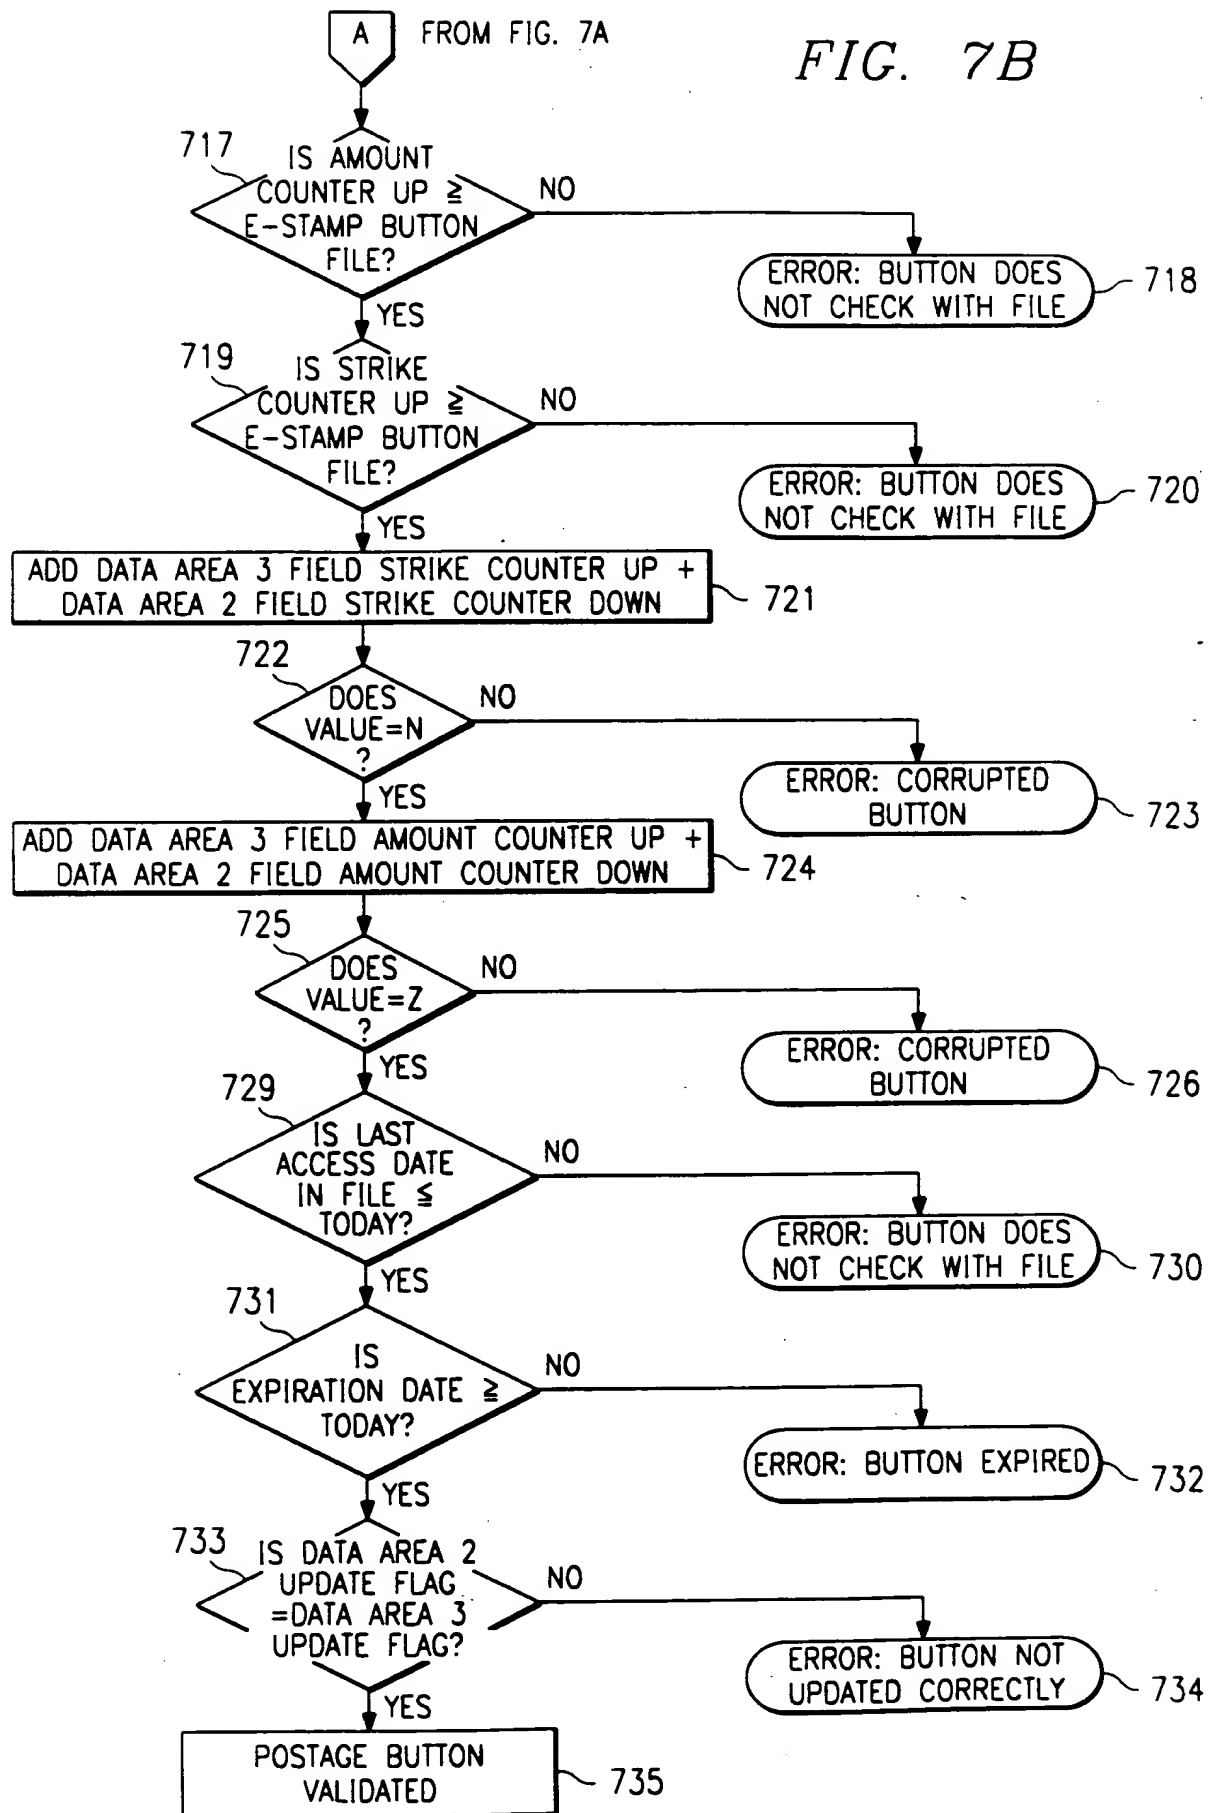 A FROM FIG. 7A
FIG. 7B
717
IS AMOUNT
COUNTER UP ≧
E-STAMP BUTTON
FILE?
NO
ERROR: BUTTON DOES
NOT CHECK WITH FILE
718
YES
719
IS STRIKE
COUNTER UP ≧
E-STAMP BUTTON
FILE?
NO
ERROR: BUTTON DOES
NOT CHECK WITH FILE
720
YES
ADD DATA AREA 3 FIELD STRIKE COUNTER UP +
DATA AREA 2 FIELD STRIKE COUNTER DOWN
721
722
DOES
VALUE=N
?
NO
ERROR: CORRUPTED
BUTTON
723
YES
ADD DATA AREA 3 FIELD AMOUNT COUNTER UP +
DATA AREA 2 FIELD AMOUNT COUNTER DOWN
724
725
DOES
VALUE=Z
?
NO
ERROR: CORRUPTED
BUTTON
726
YES
729
IS LAST
ACCESS DATE
IN FILE ≦
TODAY?
NO
ERROR: BUTTON DOES
NOT CHECK WITH FILE
730
YES
731
IS
EXPIRATION DATE ≧
TODAY?
NO
ERROR: BUTTON EXPIRED
732
YES
733
IS DATA AREA 2
UPDATE FLAG
=DATA AREA 3
UPDATE FLAG?
NO
ERROR: BUTTON NOT
UPDATED CORRECTLY
734
YES
POSTAGE BUTTON
VALIDATED
735